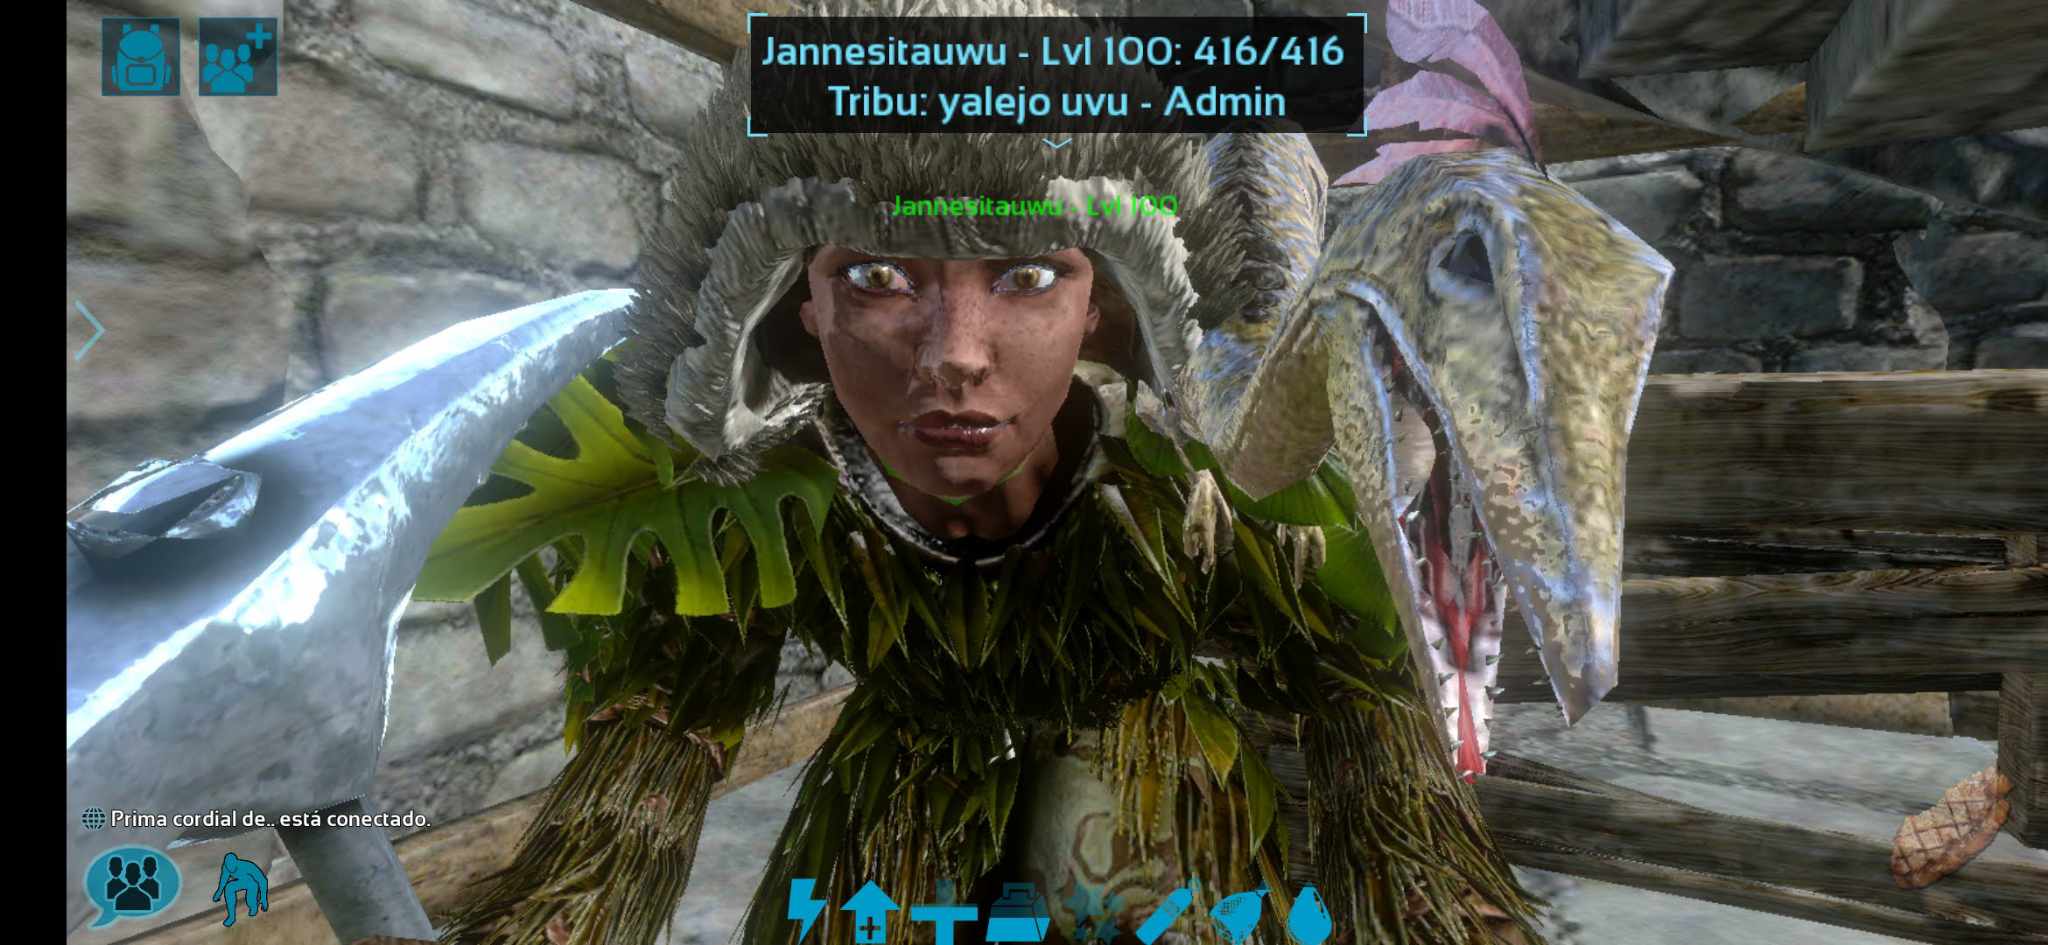 Jannesitauwu - Lvl 100: 416/416
Tribu: yalejo uvu - Admin
Jannesitauwu - Lvl 100
Prima cordial de.. está conectado.